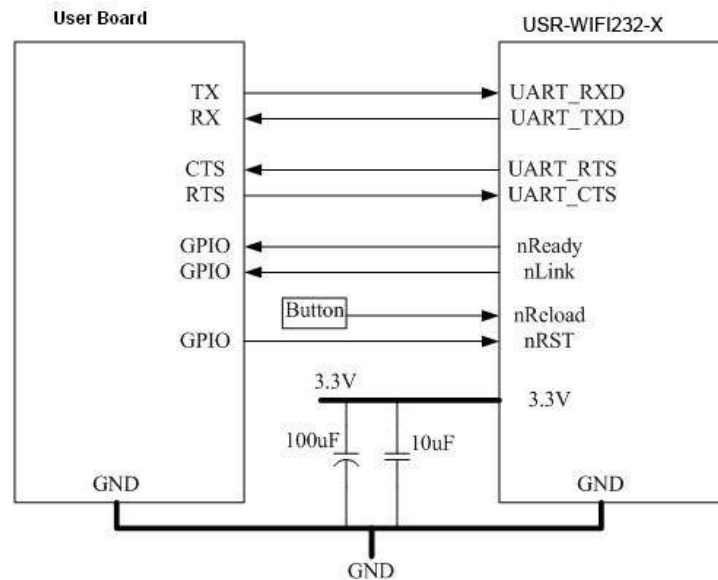 User Board
USR-WIFI232-X
TX
UART_RXD
RX
UART_TXD
CTS
UART_RTS
RTS
UART_CTS
GPIO
nReady
GPIO
nLink
Button
nReload
GPIO
nRST
3.3V
3.3V
100uF
10uF
GND
GND
GND